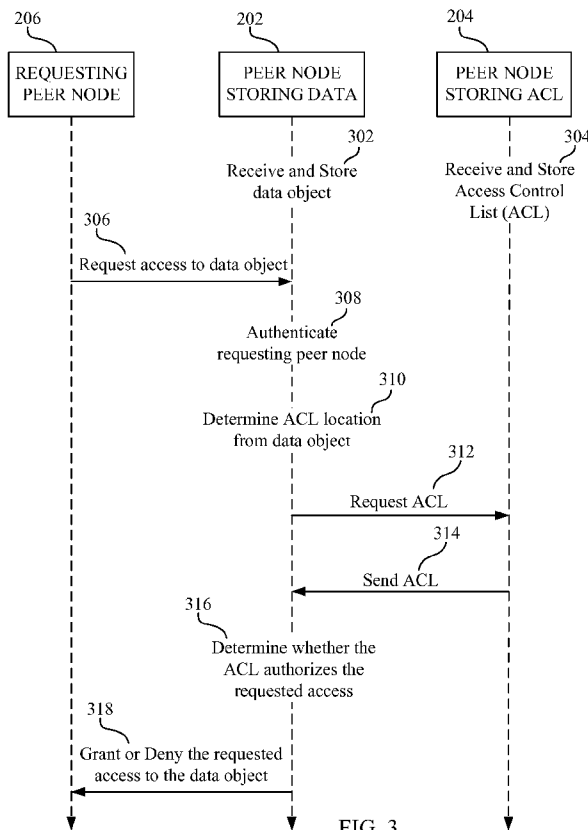 206
202
204
REQUESTING
PEER NODE
PEER NODE
STORING DATA
PEER NODE
STORING ACL
302
Receive and Store
data object
304
Receive and Store
Access Control
List (ACL)
306
Request access to data object
308
Authenticate
requesting peer node
310
Determine ACL location
from data object
312
Request ACL
314
Send ACL
316
Determine whether the
ACL authorizes the
requested access
318
Grant or Deny the requested
access to the data object
FIG. 3